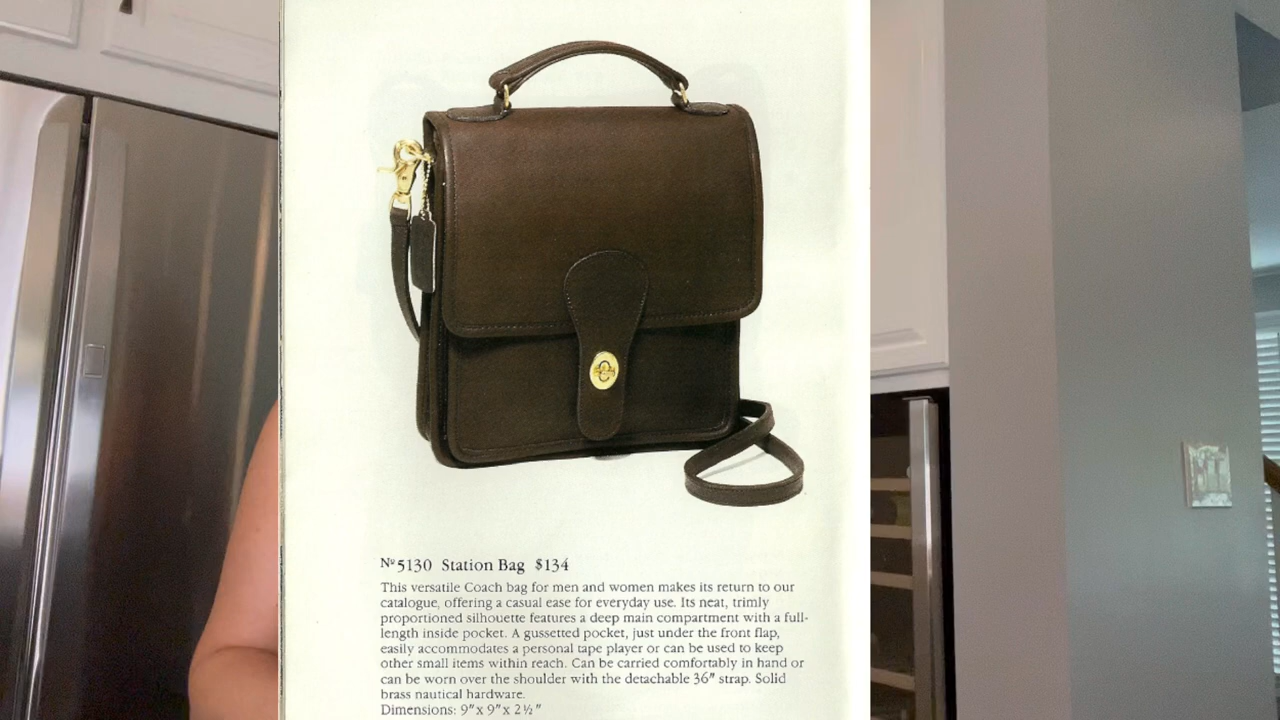 Nº 5130 Station Bag $134
This versatile Coach bag for men and women makes its return to our
catalogue, offering a casual ease for everyday use. Its neat, trimly
proportioned silhouette features a deep main compartment with a full-
length inside pocket. A gussetted pocket, just under the front flap,
easily accommodates a personal tape player or can be used to keep
other small items within reach. Can be carried comfortably in hand or
can be worn over the shoulder with the detachable 36" strap. Solid
brass nautical hardware.
Dimensions: 9" x 9" x 2 ½"